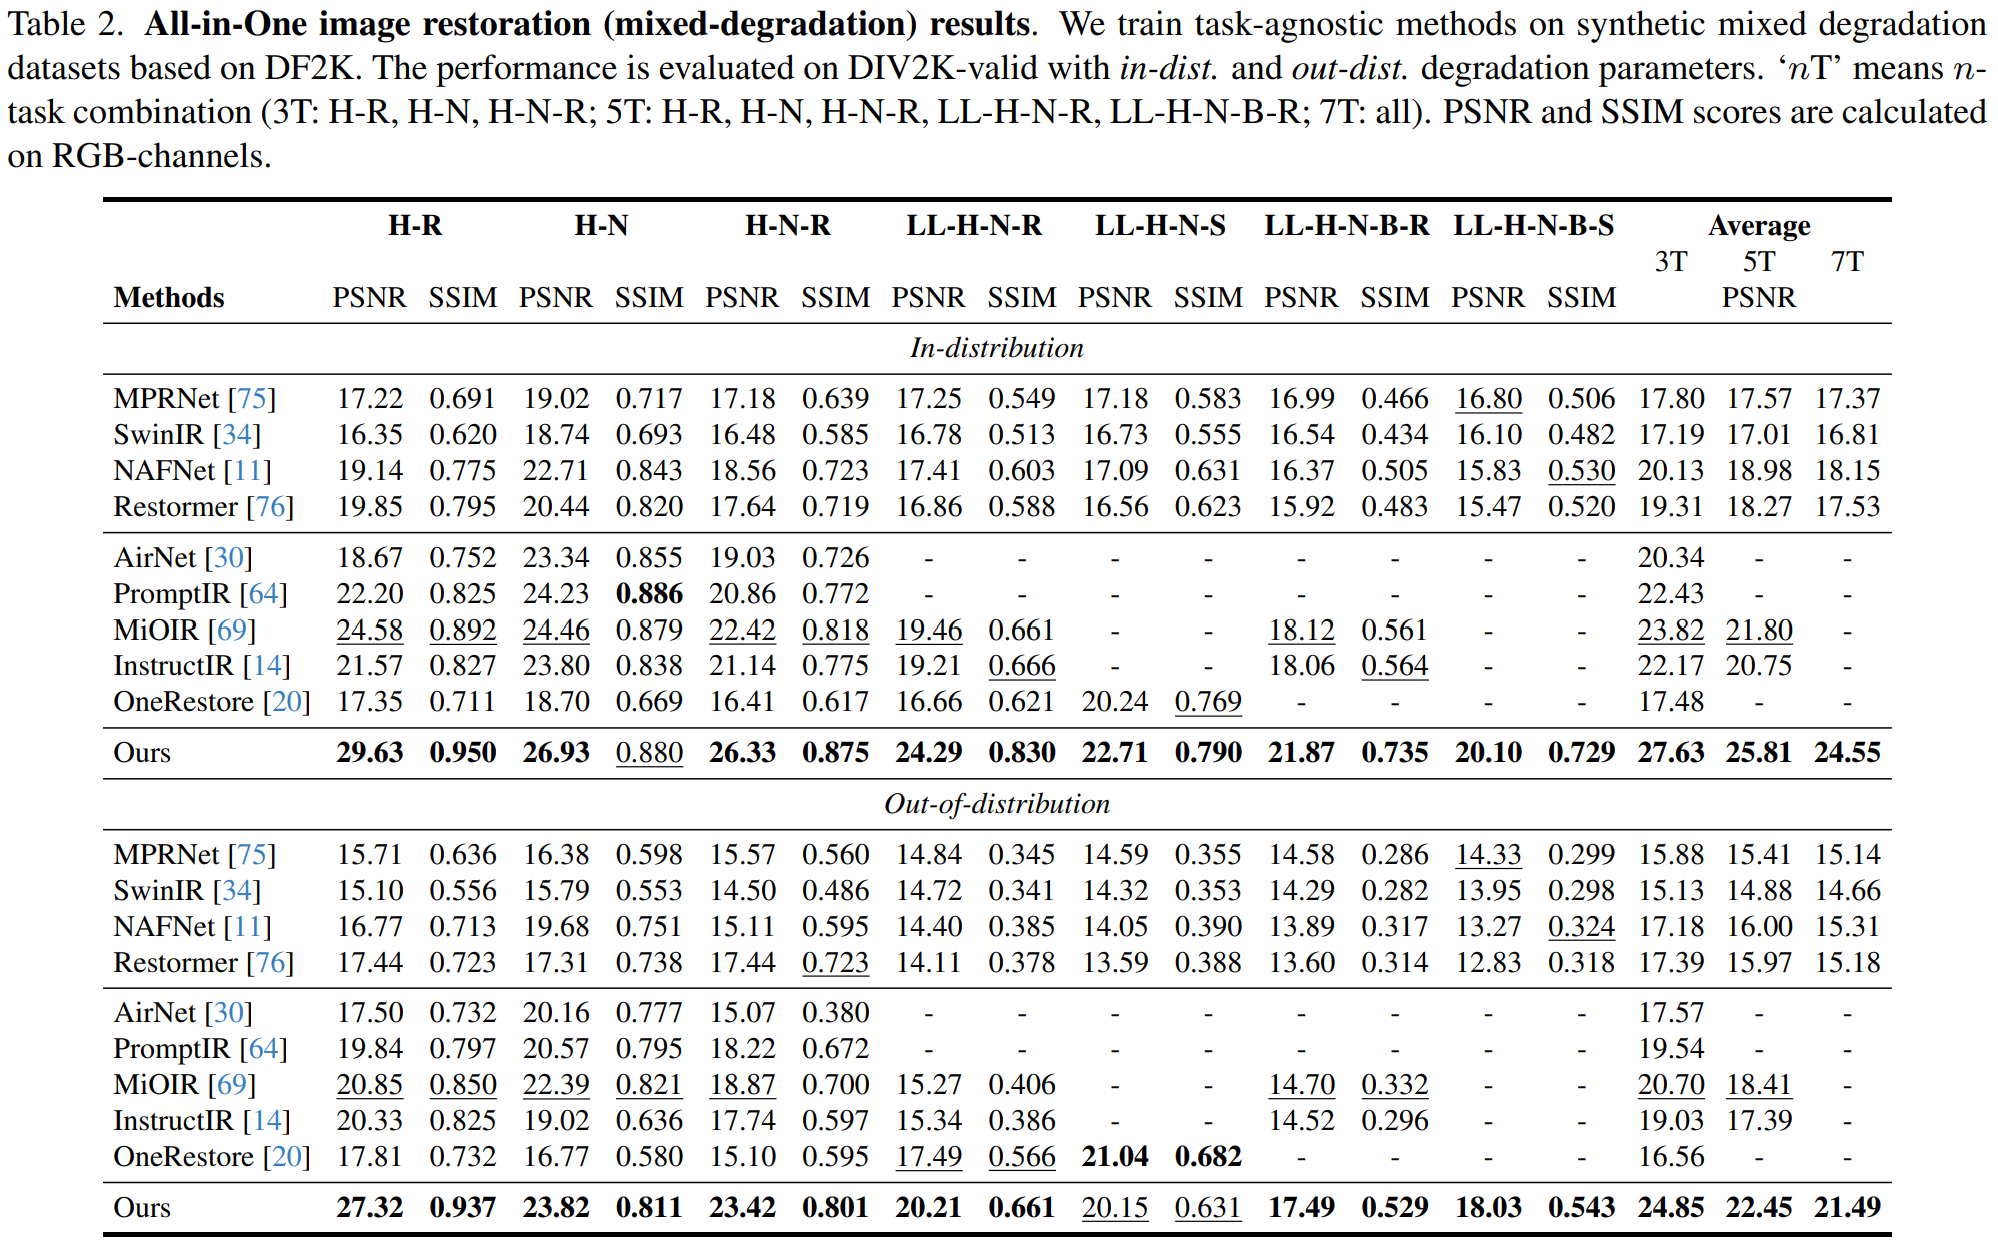 Table 2. All-in-One image restoration (mixed-degradation) results. We train task-agnostic methods on synthetic mixed degradation
datasets based on DF2K. The performance is evaluated on DIV2K-valid with in-dist. and out-dist. degradation parameters. ‘nT’ means n-
task combination (3T: H-R, H-N, H-N-R; 5T: H-R, H-N, H-N-R, LL-H-N-R, LL-H-N-B-R; 7T: all). PSNR and SSIM scores are calculated
on RGB-channels.
H-R H-N H-N-R LL-H-N-R LL-H-N-S LL-H-N-B-R LL-H-N-B-S Average
3T 5T 7T
Methods PSNR SSIM PSNR SSIM PSNR SSIM PSNR SSIM PSNR SSIM PSNR SSIM PSNR SSIM PSNR
In-distribution
MPRNet [75] 17.22 0.691 19.02 0.717 17.18 0.639 17.25 0.549 17.18 0.583 16.99 0.466 16.80 0.506 17.80 17.57 17.37
SwinIR [34] 16.35 0.620 18.74 0.693 16.48 0.585 16.78 0.513 16.73 0.555 16.54 0.434 16.10 0.482 17.19 17.01 16.81
NAFNet [11] 19.14 0.775 22.71 0.843 18.56 0.723 17.41 0.603 17.09 0.631 16.37 0.505 15.83 0.530 20.13 18.98 18.15
Restormer [76] 19.85 0.795 20.44 0.820 17.64 0.719 16.86 0.588 16.56 0.623 15.92 0.483 15.47 0.520 19.31 18.27 17.53
AirNet [30] 18.67 0.752 23.34 0.855 19.03 0.726 - - - - - - - - 20.34 - -
PromptIR [64] 22.20 0.825 24.23 0.886 20.86 0.772 - - - - - - - - 22.43 - -
MiOIR [69] 24.58 0.892 24.46 0.879 22.42 0.818 19.46 0.661 - - 18.12 0.561 - - 23.82 21.80 -
InstructIR [14] 21.57 0.827 23.80 0.838 21.14 0.775 19.21 0.666 - - 18.06 0.564 - - 22.17 20.75 -
OneRestore [20] 17.35 0.711 18.70 0.669 16.41 0.617 16.66 0.621 20.24 0.769 - - - - 17.48 - -
Ours 29.63 0.950 26.93 0.880 26.33 0.875 24.29 0.830 22.71 0.790 21.87 0.735 20.10 0.729 27.63 25.81 24.55
Out-of-distribution
MPRNet [75] 15.71 0.636 16.38 0.598 15.57 0.560 14.84 0.345 14.59 0.355 14.58 0.286 14.33 0.299 15.88 15.41 15.14
SwinIR [34] 15.10 0.556 15.79 0.553 14.50 0.486 14.72 0.341 14.32 0.353 14.29 0.282 13.95 0.298 15.13 14.88 14.66
NAFNet [11] 16.77 0.713 19.68 0.751 15.11 0.595 14.40 0.385 14.05 0.390 13.89 0.317 13.27 0.324 17.18 16.00 15.31
Restormer [76] 17.44 0.723 17.31 0.738 17.44 0.723 14.11 0.378 13.59 0.388 13.60 0.314 12.83 0.318 17.39 15.97 15.18
AirNet [30] 17.50 0.732 20.16 0.777 15.07 0.380 - - - - - - - - 17.57 - -
PromptIR [64] 19.84 0.797 20.57 0.795 18.22 0.672 - - - - - - - - 19.54 - -
MiOIR [69] 20.85 0.850 22.39 0.821 18.87 0.700 15.27 0.406 - - 14.70 0.332 - - 20.70 18.41 -
InstructIR [14] 20.33 0.825 19.02 0.636 17.74 0.597 15.34 0.386 - - 14.52 0.296 - - 19.03 17.39 -
OneRestore [20] 17.81 0.732 16.77 0.580 15.10 0.595 17.49 0.566 21.04 0.682 - - - - 16.56 - -
Ours 27.32 0.937 23.82 0.811 23.42 0.801 20.21 0.661 20.15 0.631 17.49 0.529 18.03 0.543 24.85 22.45 21.49